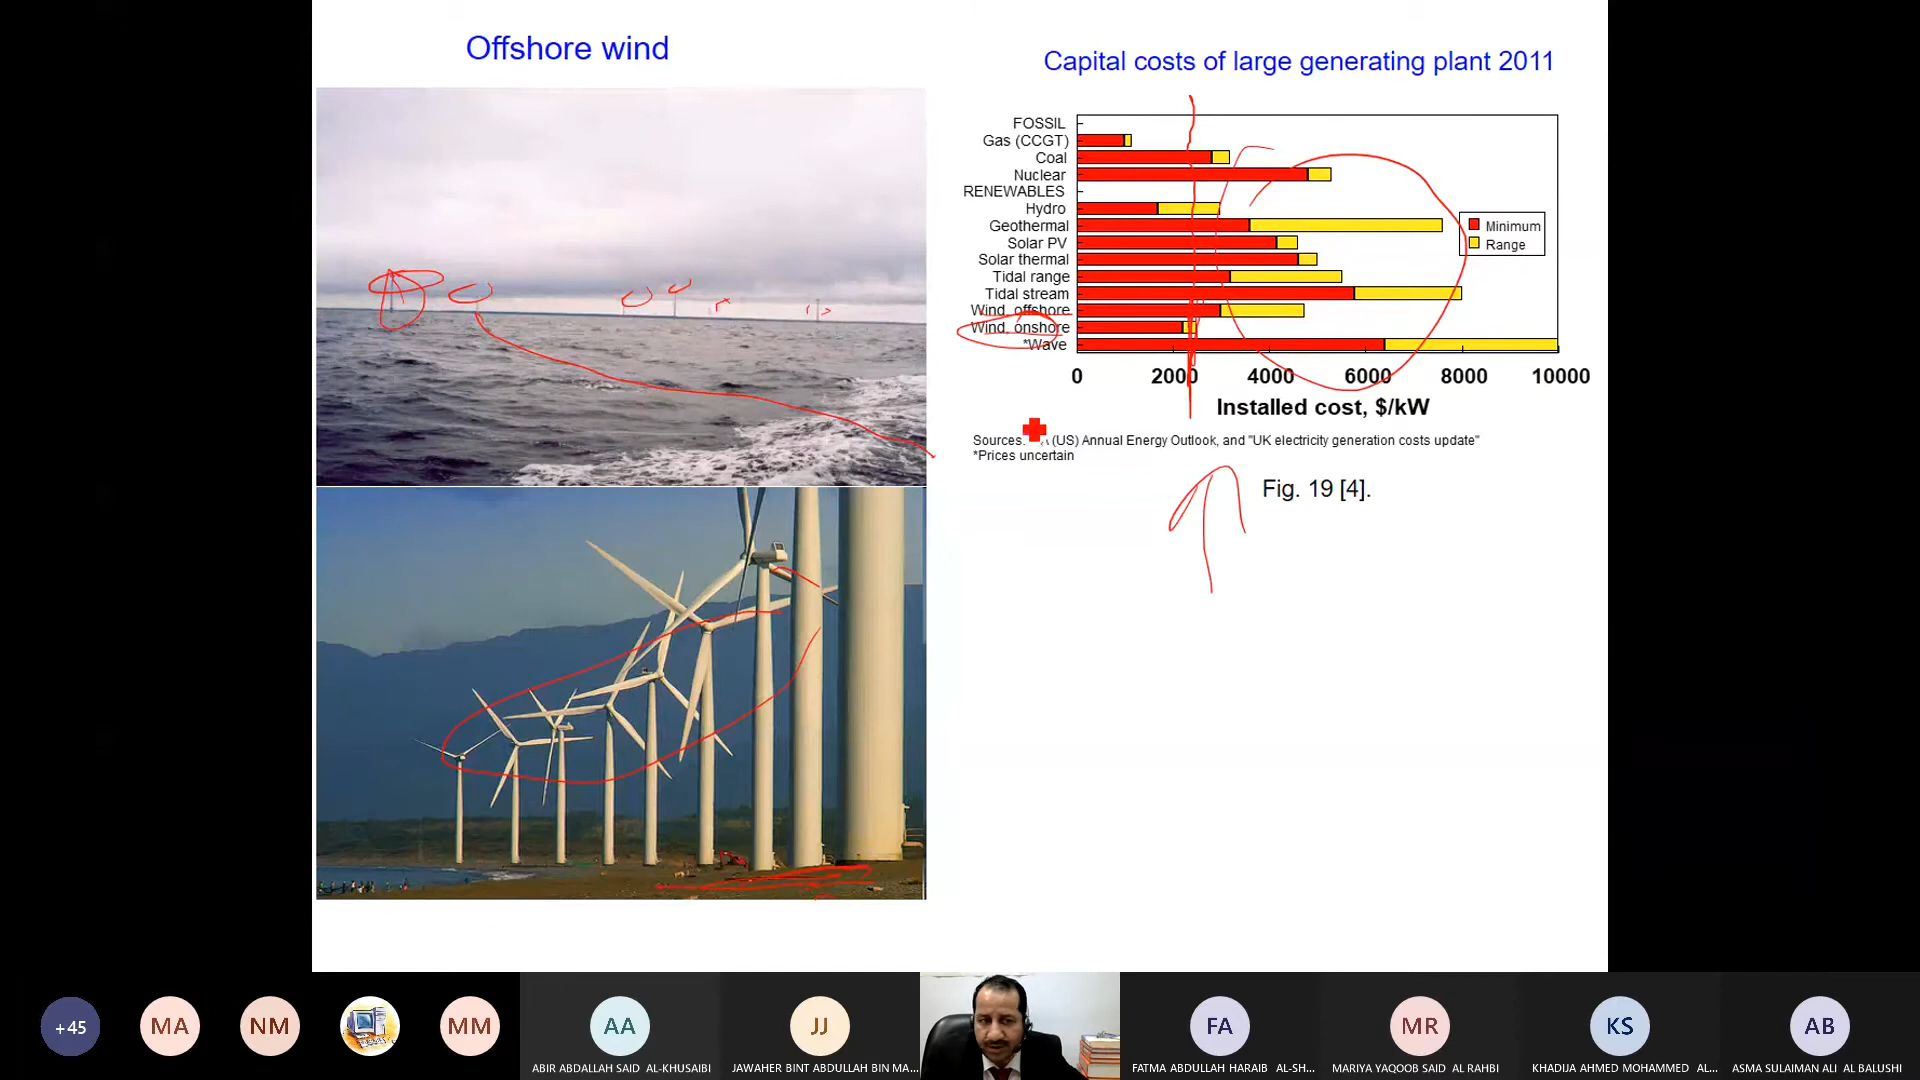 Offshore wind
Capital costs of large generating plant 2011
FOSSIL
Gas (CCGT)
Coal
Nuclear
RENEWABLES
Hydro
Geothermal
Solar PV
Solar thermal
Tidal range
Tidal stream
Wind, offshore
Wind, onshore
*Wave
Minimum
Range
0 2000 4000 6000 8000 10000
Installed cost, $/kW
Sources: (US) Annual Energy Outlook, and "UK electricity generation costs update"
*Prices uncertain
Fig. 19 [4].
+45
MA
NM
MM
AA
JJ
FA
MR
KS
AB
ABIR ABDALLAH SAID AL-KHUSAIBI
JAWAHER BINT ABDULLAH BIN MA...
FATMA ABDULLAH HARAIB AL-SH...
MARIYA YAQOOB SAID AL RAHBI
KHADIJA AHMED MOHAMMED AL...
ASMA SULAIMAN ALI AL BALUSHI